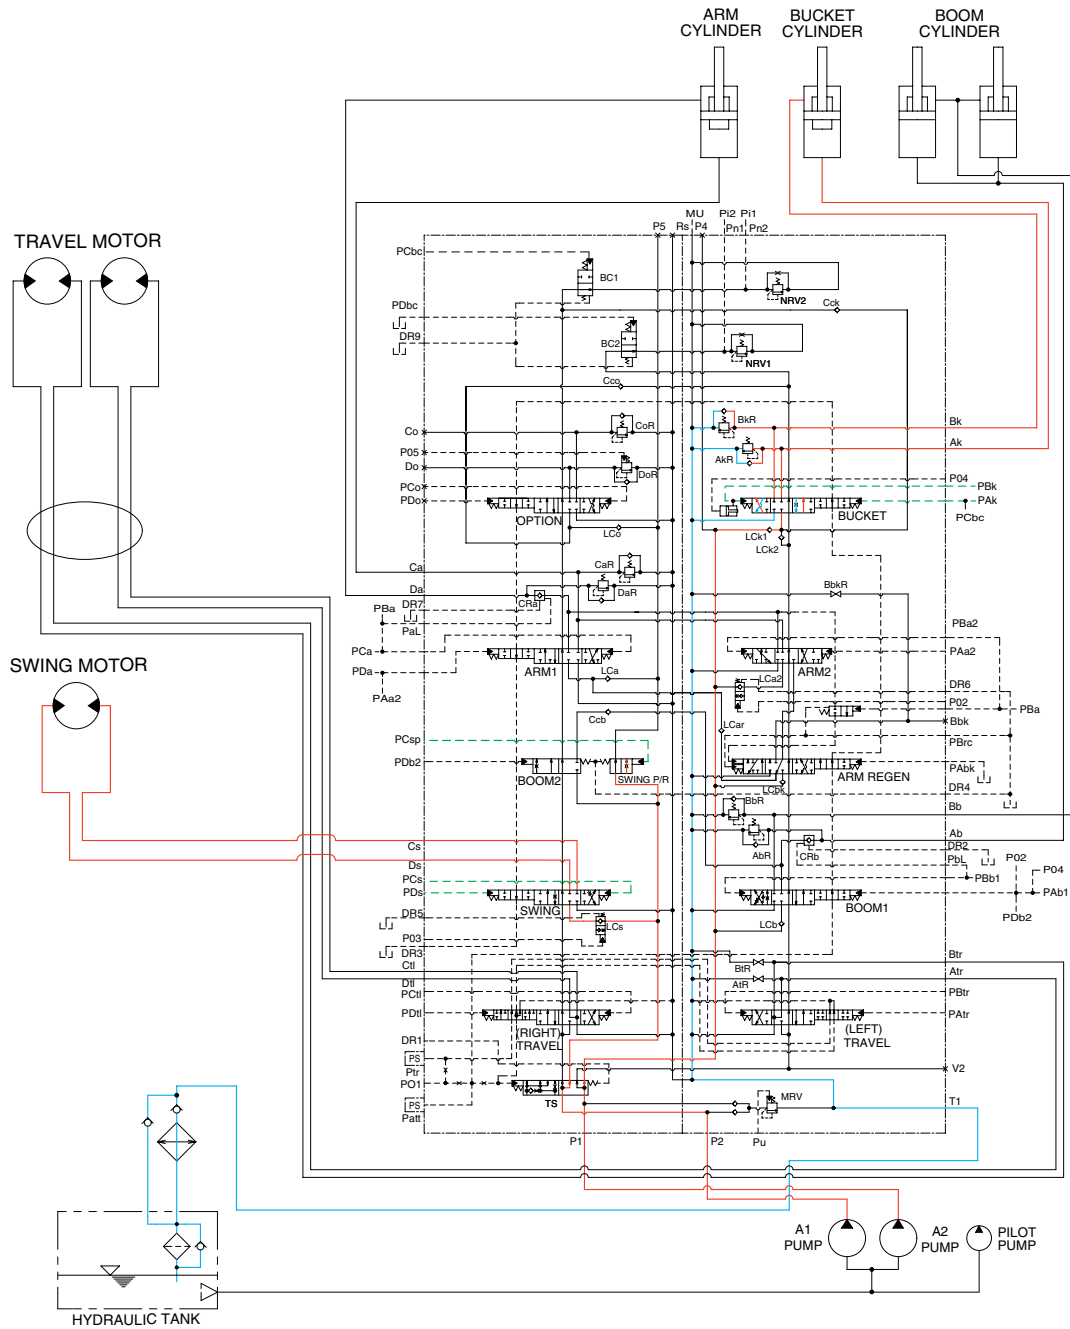 ARM
CYLINDER
BUCKET
CYLINDER
BOOM
CYLINDER
TRAVEL MOTOR
SWING MOTOR
P5
Rs
MU
P4
Pi2
Pn1
Pi1
Pn2
PCbc
BC1
NRV2
Cck
PDbc
DR9
BC2
NRV1
Cco
CoR
BkR
Bk
Co
P05
Do
DoR
AkR
Ak
PCo
PDo
OPTION
P04
PBk
PAk
PCbc
BUCKET
LCo
LCk1
LCk2
Ca
CaR
DaR
BbkR
Da
DR7
CRa
PBa
PaL
PCa
PDa
PAa2
ARM1
LCa
PBa2
PAa2
ARM2
LCa2
DR6
P02
PBa
Bbk
PBrc
Ccb
LCar
PCsp
PDb2
BOOM2
SWING P/R
ARM REGEN
LCbk
PAbk
DR4
BbR
Bb
AbR
CRb
Ab
DR2
PbL
Cs
Ds
PCs
PDs
SWING
PBb1
P02
P04
PAb1
PDb2
BOOM1
DR5
LCs
P03
DR3
LCb
Ctl
Dtl
BtR
AtR
Btr
Atr
PCtl
PDtl
PBtr
PAtr
(RIGHT)
TRAVEL
(LEFT)
TRAVEL
DR1
PS
Ptr
PO1
PS
Patt
TS
V2
MRV
T1
P1
P2
Pu
A1
PUMP
A2
PUMP
PILOT
PUMP
HYDRAULIC TANK